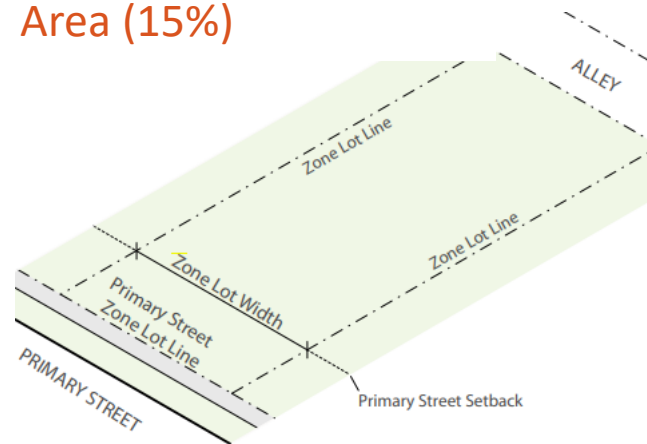 Area (15%)
ALLEY
Zone Lot Line
Zone Lot Line
Zone Lot Width
Primary Street
Zone Lot Line
PRIMARY STREET
Primary Street Setback